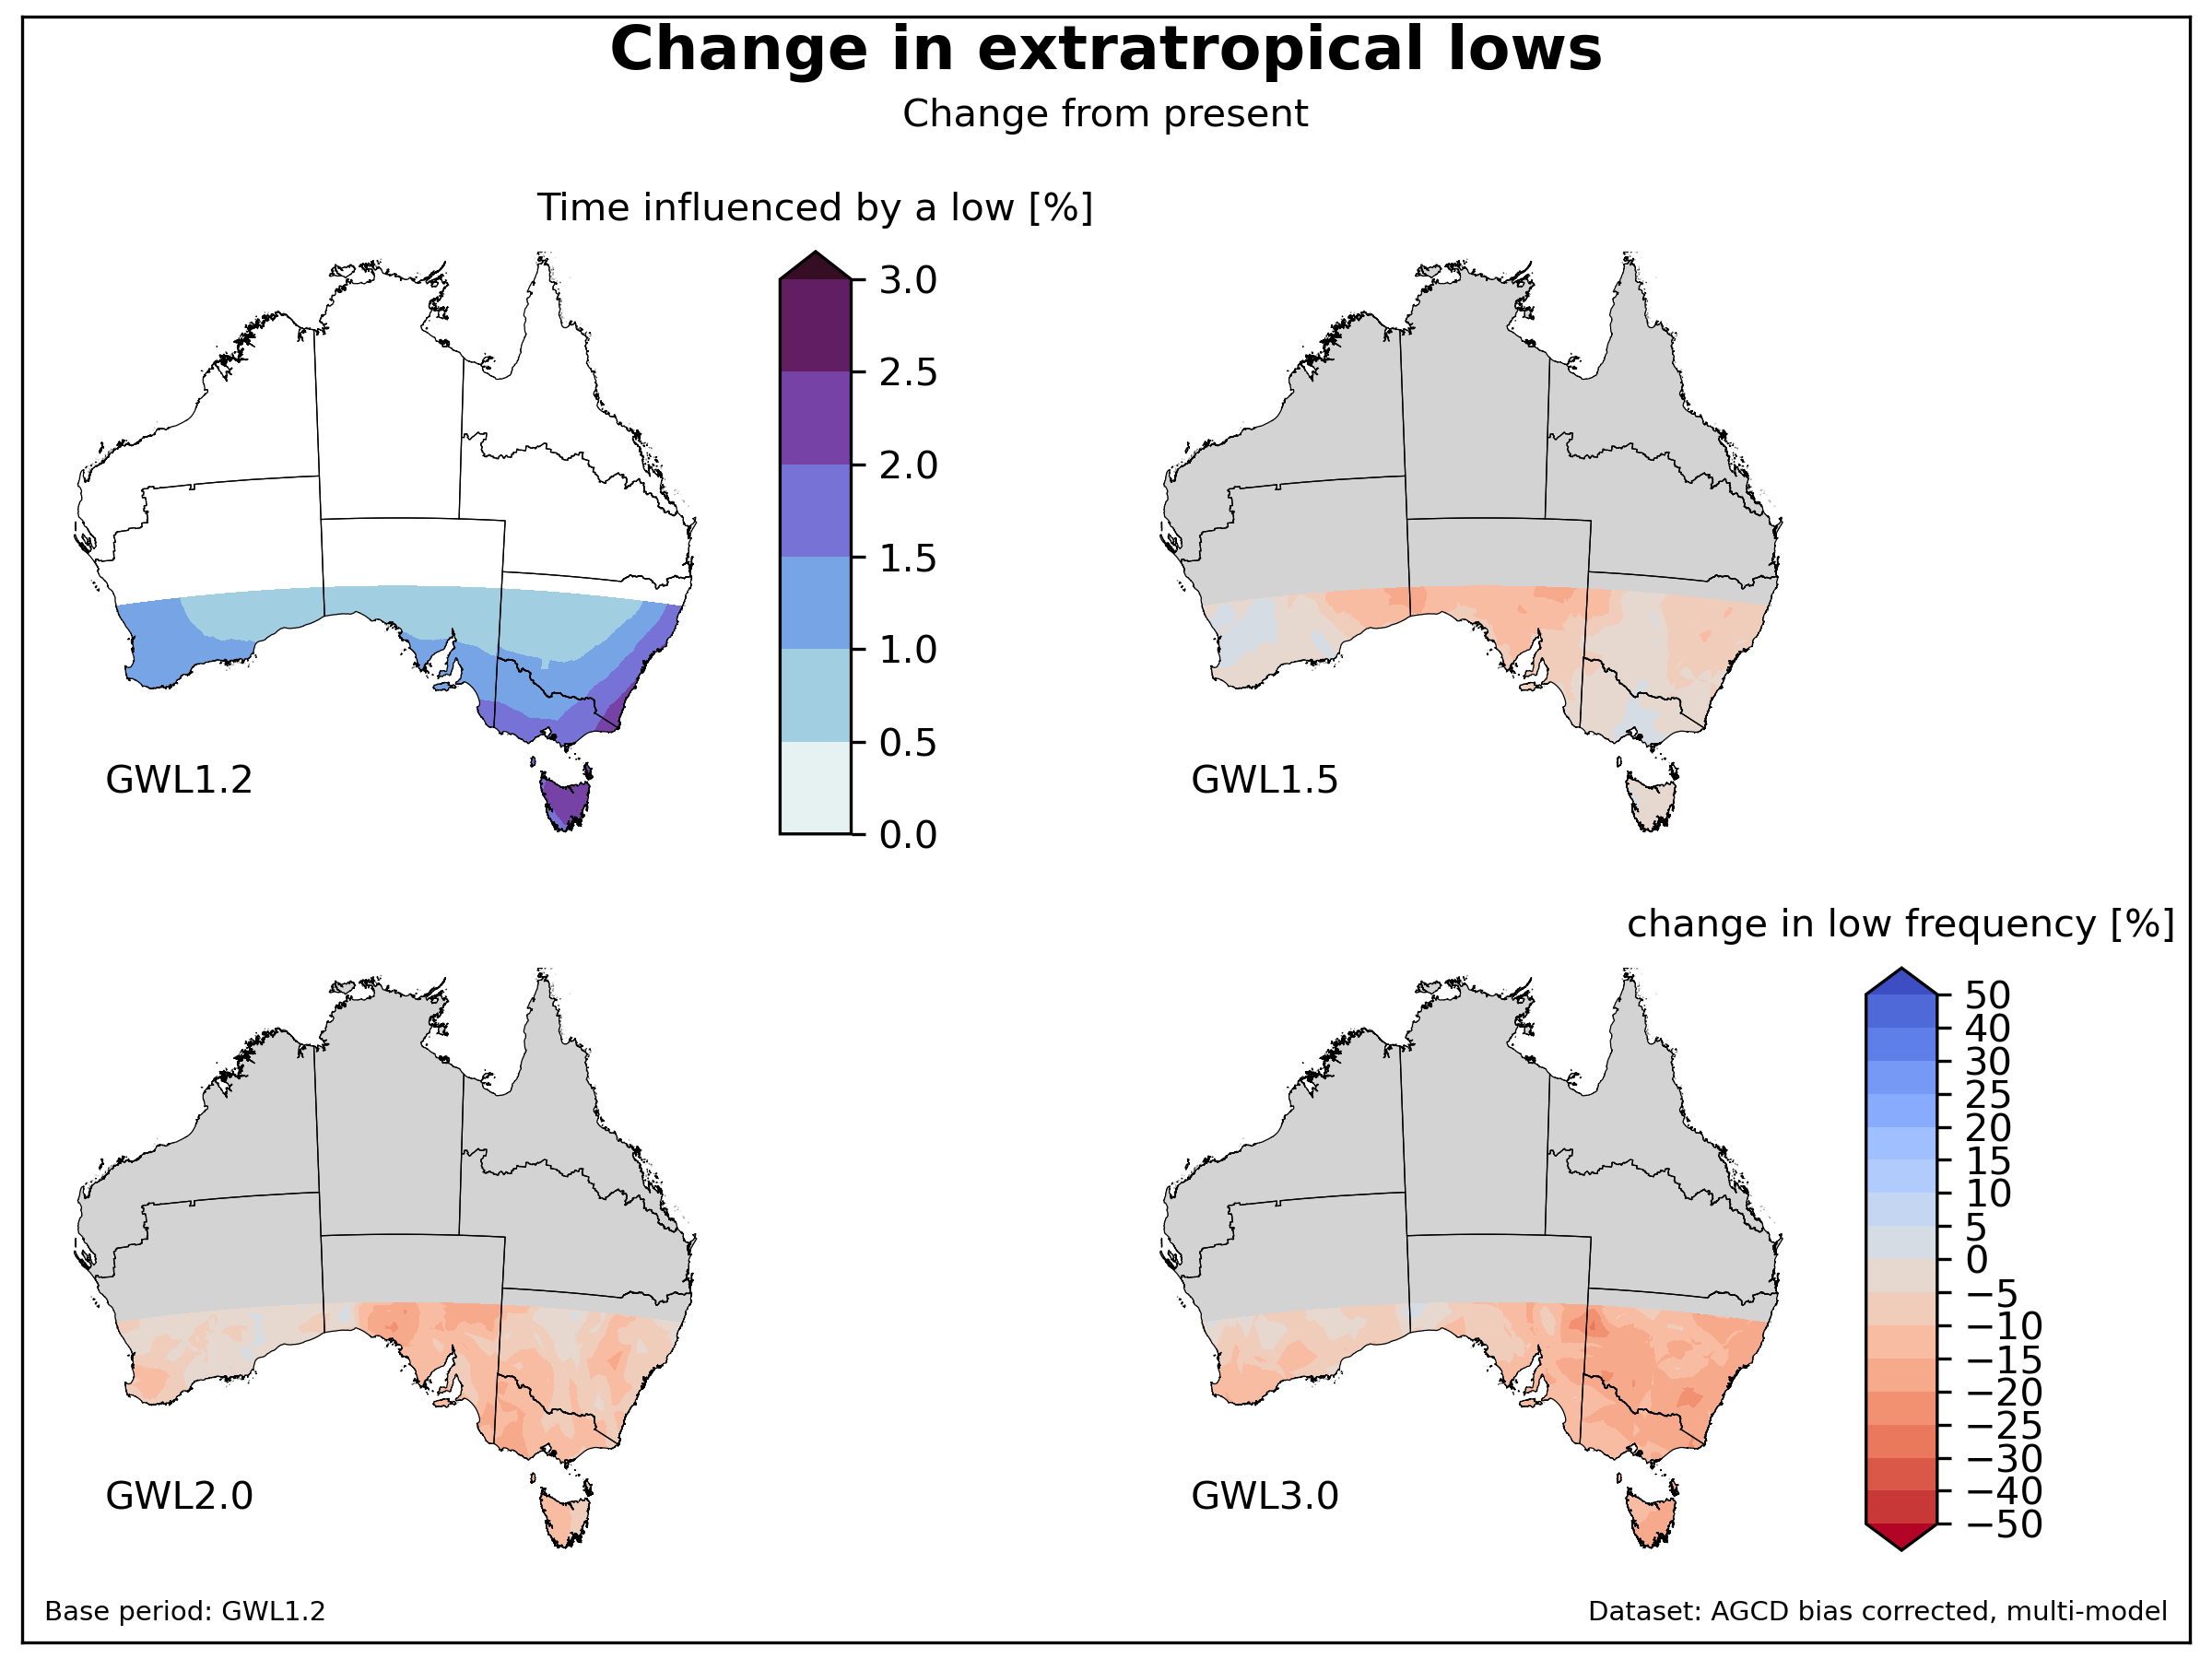 Change in extratropical lows
Change from present
Time influenced by a low [%]
3.0
2.5
2.0
1.5
1.0
0.5
0.0
GWL1.2
GWL1.5
change in low frequency [%]
50
40
30
25
20
15
10
5
0
−5
−10
−15
−20
−25
−30
−40
−50
GWL2.0
GWL3.0
Base period: GWL1.2
Dataset: AGCD bias corrected, multi-model